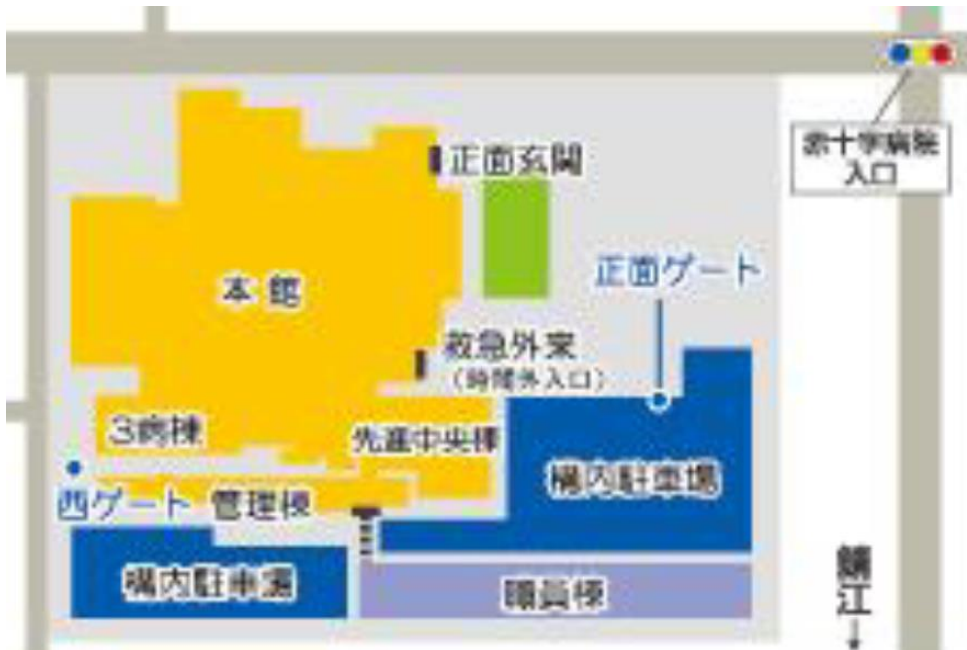 赤十字病院
入口
正面玄関
本館
正面ゲート
救急外来
(時間外入口)
3病棟
先進中央棟
構内駐車場
西ゲート
管理棟
構内駐車場
職員棟
鯖江
↓